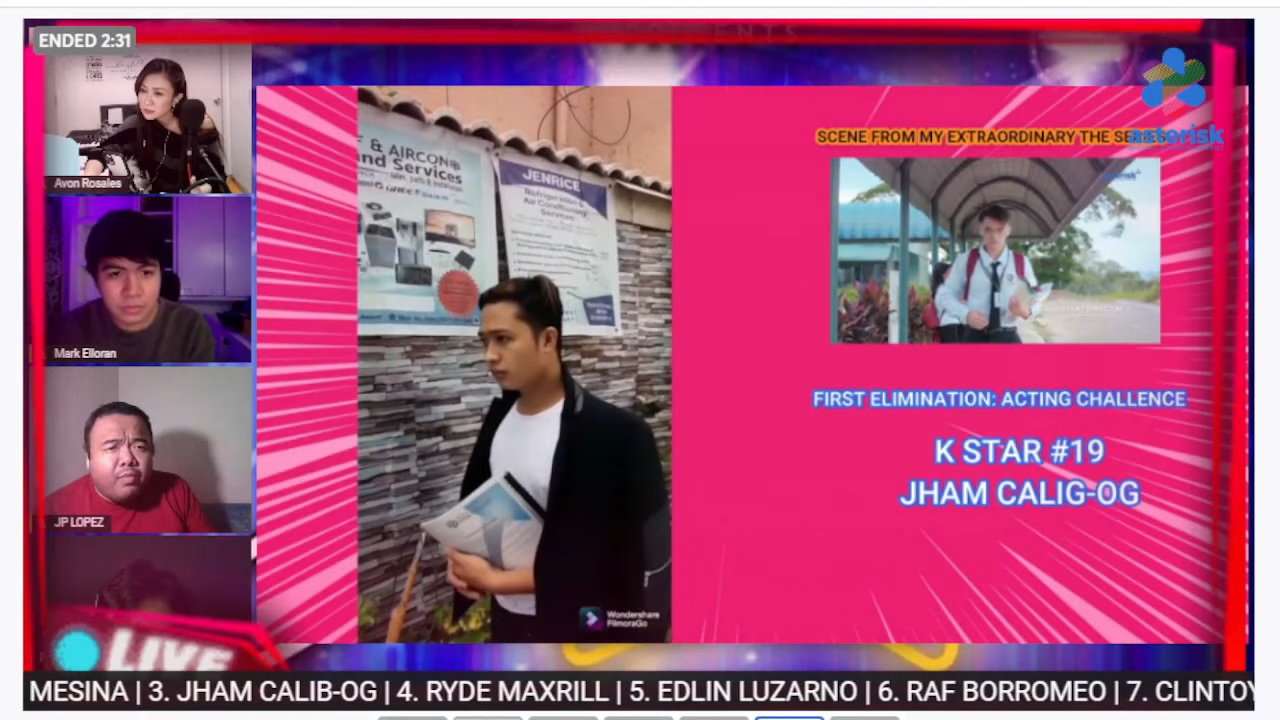 ENDED 2:31
Avon Rosales
Mark Elloran
JP LOPEZ
LIVE
& AIRCON
and Services
JENRICE
Refrigeration &
Air Conditioning
Services
Wondershare
FilmoraGo
asterisk
SCENE FROM MY EXTRAORDINARY THE SE
FIRST ELIMINATION: ACTING CHALLENCE
K STAR #19
JHAM CALIG-OG
MESINA | 3. JHAM CALIB-OG | 4. RYDE MAXRILL | 5. EDLIN LUZARNO | 6. RAF BORROMEO | 7. CLINTOY